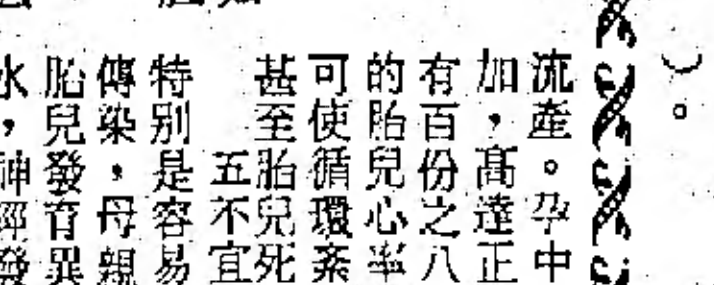 ）。
流產。孕中
加，高達正
有百份之八
的胎兒心率
可使循環紊
甚至胎兒死
五不宜
特別是容易
傳染，母親
胎兒發育異
水，神經發